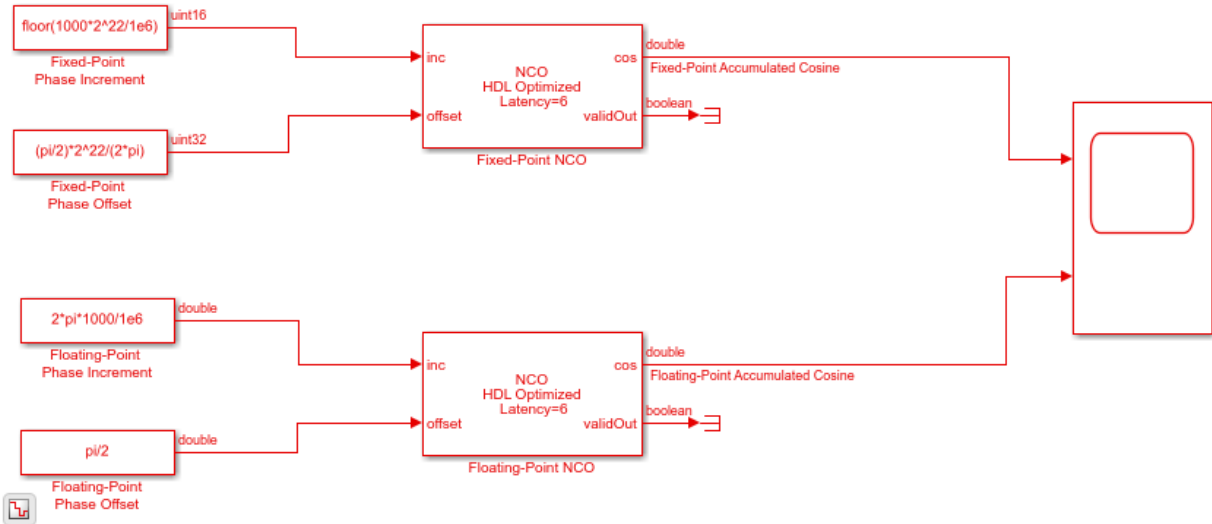 floor(1000*2^22/1e6)
uint16
Fixed-Point
Phase Increment
(pi/2)*2^22/(2*pi)
uint32
Fixed-Point
Phase Offset
inc
offset
NCO
HDL Optimized
Latency=6
cos
validOut
Fixed-Point NCO
double
Fixed-Point Accumulated Cosine
boolean
2*pi*1000/1e6
double
Floating-Point
Phase Increment
pi/2
double
Floating-Point
Phase Offset
inc
offset
NCO
HDL Optimized
Latency=6
cos
validOut
Floating-Point NCO
double
Floating-Point Accumulated Cosine
boolean